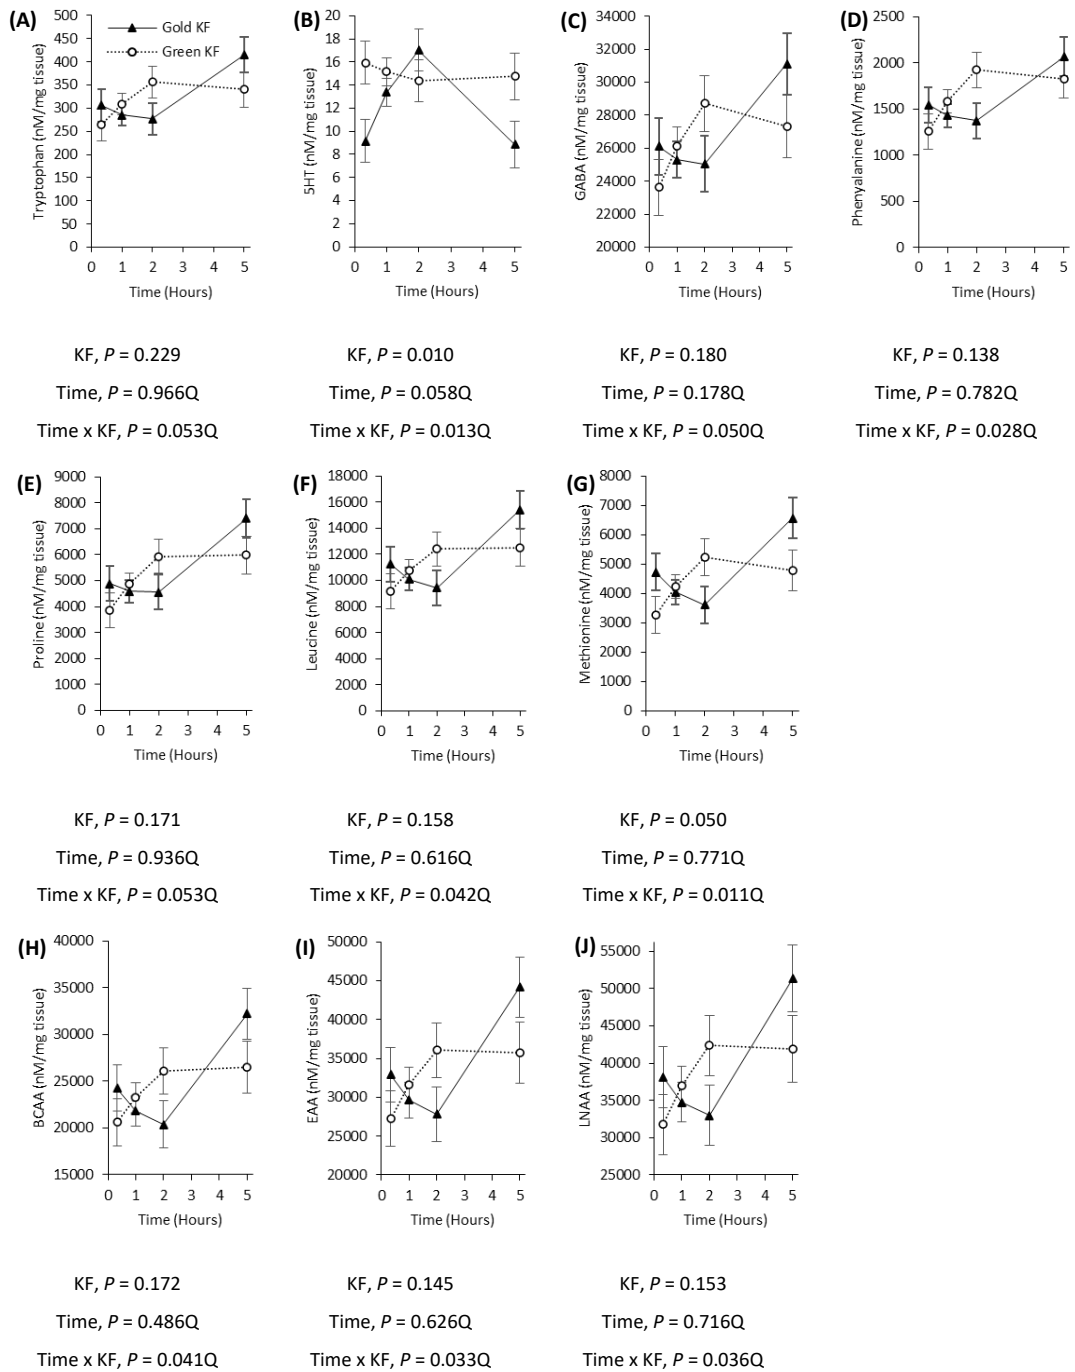 (A)
Tryptophan (nM/mg tissue)
500
450
400
350
300
250
200
150
100
50
0
Gold KF
Green KF
0 1 2 3 4 5
Time (Hours)
KF, P = 0.229
Time, P = 0.966Q
Time x KF, P = 0.053Q
(B)
5HT (nM/mg tissue)
20
18
16
14
12
10
8
6
4
2
0
0 1 2 3 4 5
Time (Hours)
KF, P = 0.010
Time, P = 0.058Q
Time x KF, P = 0.013Q
(C)
GABA (nM/mg tissue)
34000
32000
30000
28000
26000
24000
22000
20000
0 1 2 3 4 5
Time (Hours)
KF, P = 0.180
Time, P = 0.178Q
Time x KF, P = 0.050Q
(D)
Phenyalanine (nM/mg tissue)
2500
2000
1500
1000
500
0
0 1 2 3 4 5
Time (Hours)
KF, P = 0.138
Time, P = 0.782Q
Time x KF, P = 0.028Q
(E)
Proline (nM/mg tissue)
9000
8000
7000
6000
5000
4000
3000
2000
1000
0
0 1 2 3 4 5
Time (Hours)
KF, P = 0.171
Time, P = 0.936Q
Time x KF, P = 0.053Q
(F)
Leucine (nM/mg tissue)
18000
16000
14000
12000
10000
8000
6000
4000
2000
0
0 1 2 3 4 5
Time (Hours)
KF, P = 0.158
Time, P = 0.616Q
Time x KF, P = 0.042Q
(G)
Methionine (nM/mg tissue)
8000
7000
6000
5000
4000
3000
2000
1000
0
0 1 2 3 4 5
Time (Hours)
KF, P = 0.050
Time, P = 0.771Q
Time x KF, P = 0.011Q
(H)
BCAA (nM/mg tissue)
40000
35000
30000
25000
20000
15000
0 1 2 3 4 5
Time (Hours)
KF, P = 0.172
Time, P = 0.486Q
Time x KF, P = 0.041Q
(I)
EAA (nM/mg tissue)
50000
45000
40000
35000
30000
25000
20000
0 1 2 3 4 5
Time (Hours)
KF, P = 0.145
Time, P = 0.626Q
Time x KF, P = 0.033Q
(J)
LNAA (nM/mg tissue)
55000
50000
45000
40000
35000
30000
25000
0 1 2 3 4 5
Time (Hours)
KF, P = 0.153
Time, P = 0.716Q
Time x KF, P = 0.036Q